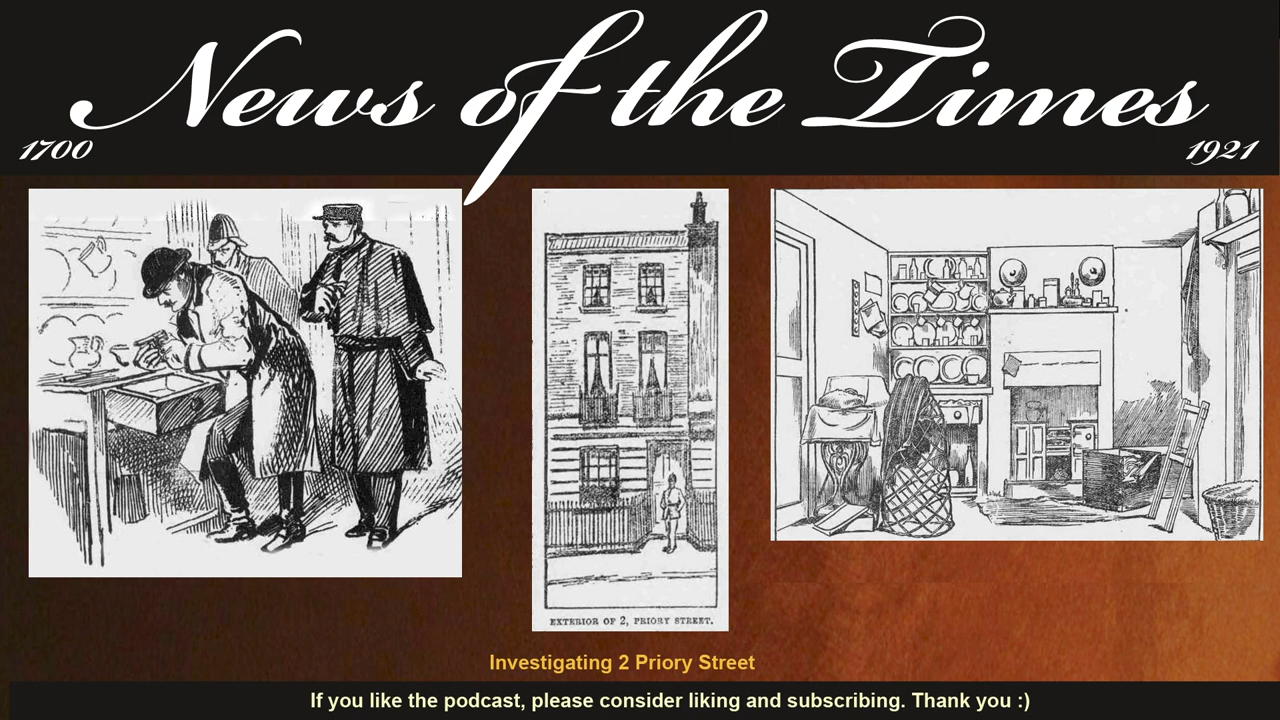 News of the Times
1700
1921
EXTERIOR OF 2, PRIORY STREET.
Investigating 2 Priory Street
If you like the podcast, please consider liking and subscribing. Thank you :)